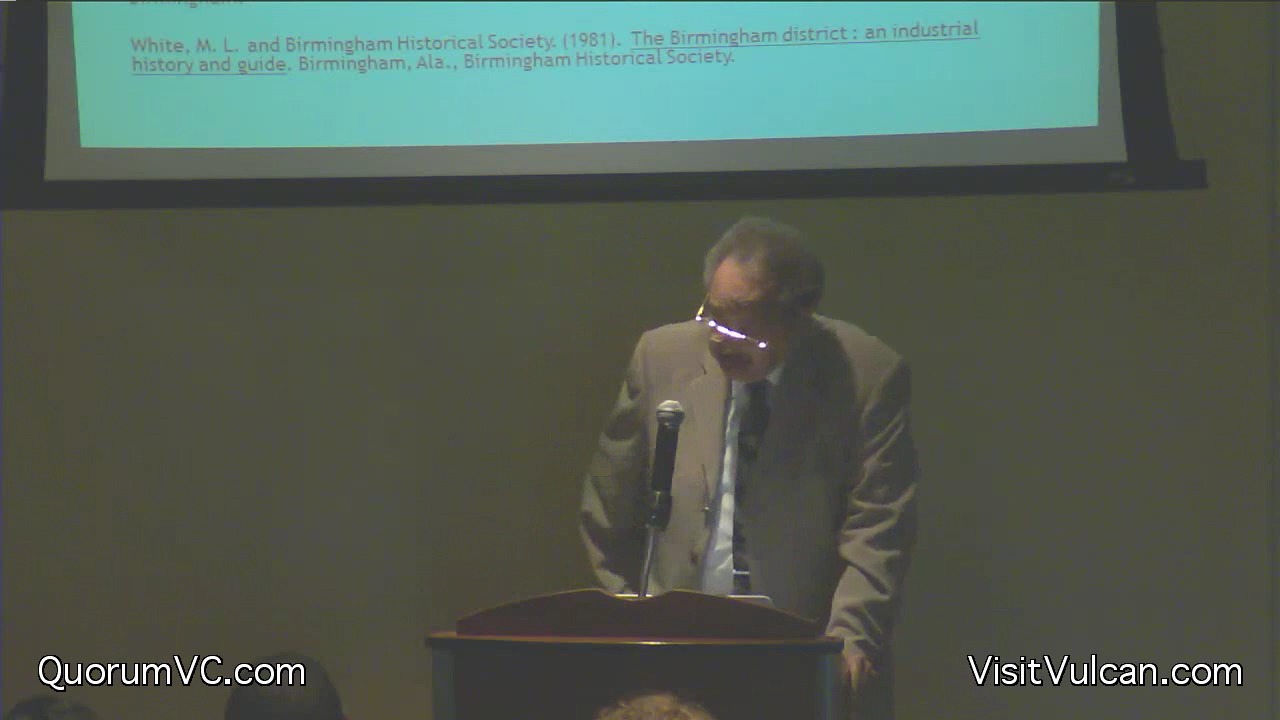 White, M. L. and Birmingham Historical Society. (1981). The Birmingham district : an industrial
history and guide. Birmingham, Ala., Birmingham Historical Society.
QuorumVC.com
VisitVulcan.com